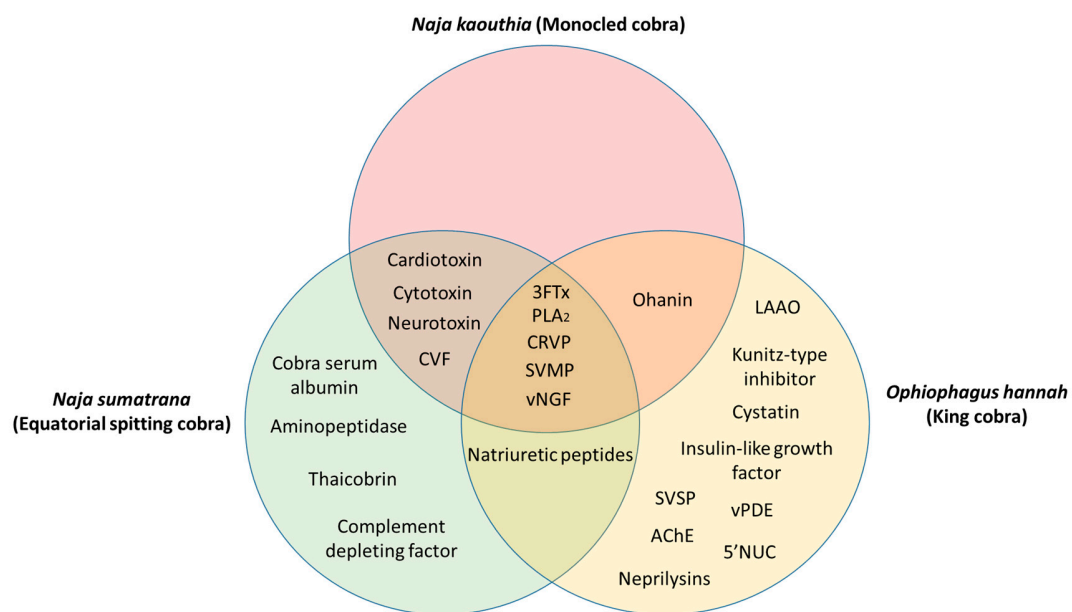 Naja kaouthia (Monocled cobra)
Cardiotoxin
Cytotoxin
Neurotoxin
CVF
3FTx
PLA₂
CRVP
SVMP
vNGF
Ohanin
LAAO
Kunitz-type
inhibitor
Cystatin
Insulin-like growth
factor
SVSP
vPDE
AChE
5’NUC
Neprilysins
Natriuretic peptides
Cobra serum
albumin
Aminopeptidase
Thaicobrin
Complement
depleting factor
Naja sumatrana
(Equatorial spitting cobra)
Ophiophagus hannah
(King cobra)